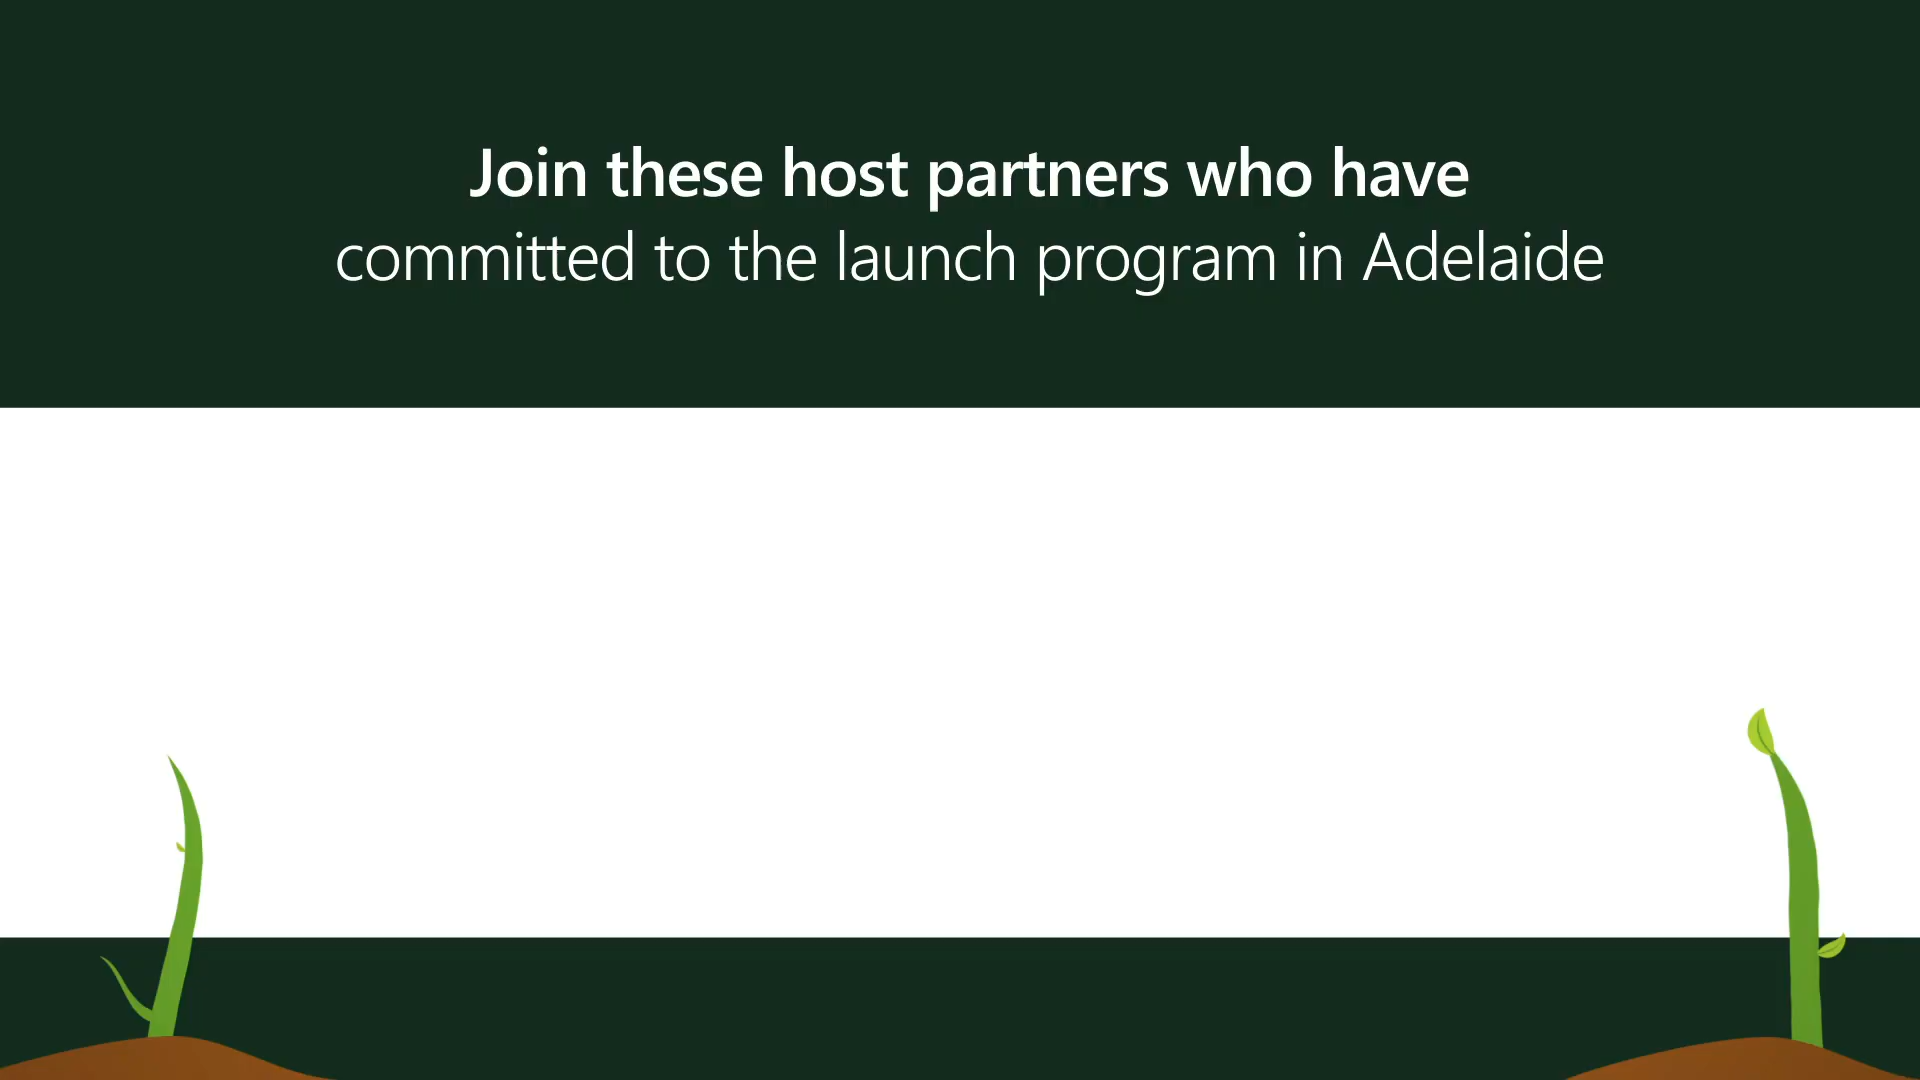 Join these host partners who have
committed to the launch program in Adelaide